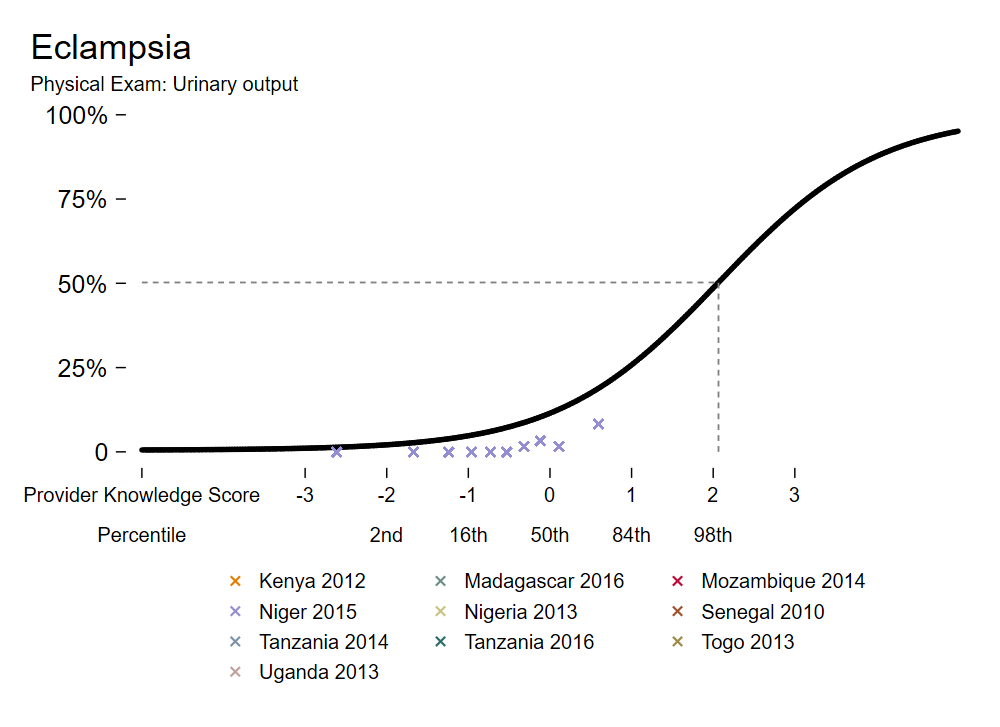 Eclampsia
Physical Exam: Urinary output
100%
75%
50%
25%
0
Provider Knowledge Score -3 -2 -1 0 1 2 3
Percentile 2nd 16th 50th 84th 98th
Kenya 2012 Madagascar 2016 Mozambique 2014
Niger 2015 Nigeria 2013 Senegal 2010
Tanzania 2014 Tanzania 2016 Togo 2013
Uganda 2013